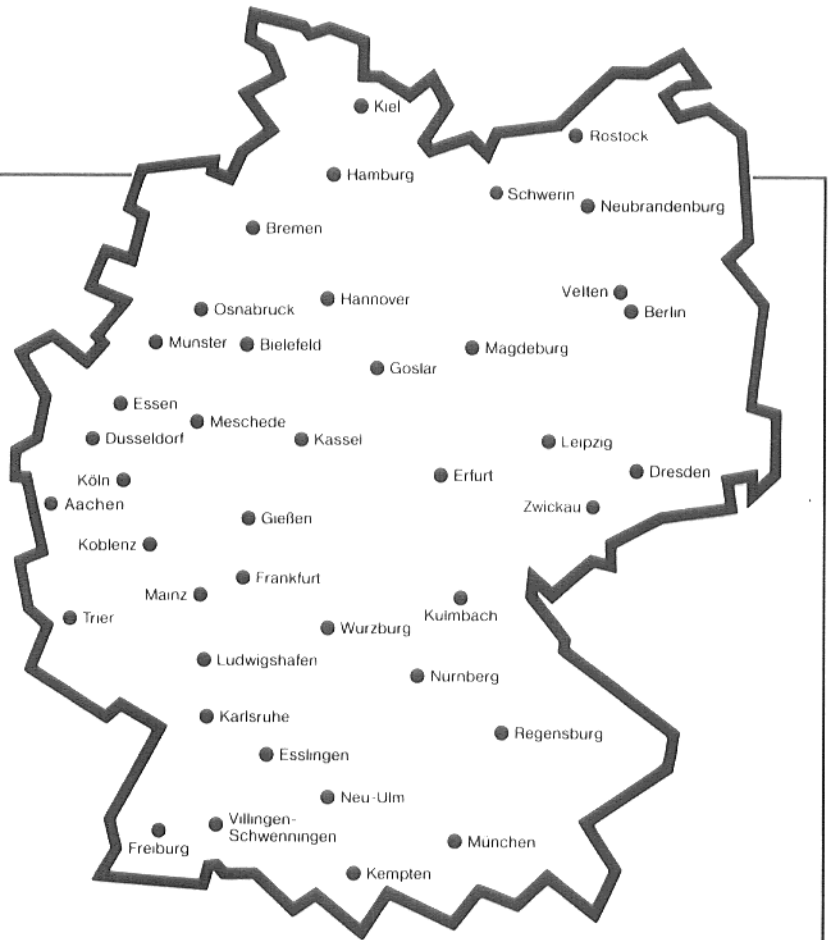 Kiel
Rostock
Hamburg
Schwerin
Neubrandenburg
Bremen
Velten
Hannover
Osnabruck
Berlin
Munster
Bielefeld
Magdeburg
Goslar
Essen
Meschede
Dusseldorf
Kassel
Leipzig
Köln
Erfurt
Dresden
Aachen
Zwickau
Gießen
Koblenz
Frankfurt
Mainz
Kulmbach
Trier
Wurzburg
Ludwigshafen
Nurnberg
Karlsruhe
Regensburg
Esslingen
Neu-Ulm
Villingen-
Schwenningen
Freiburg
München
Kempten